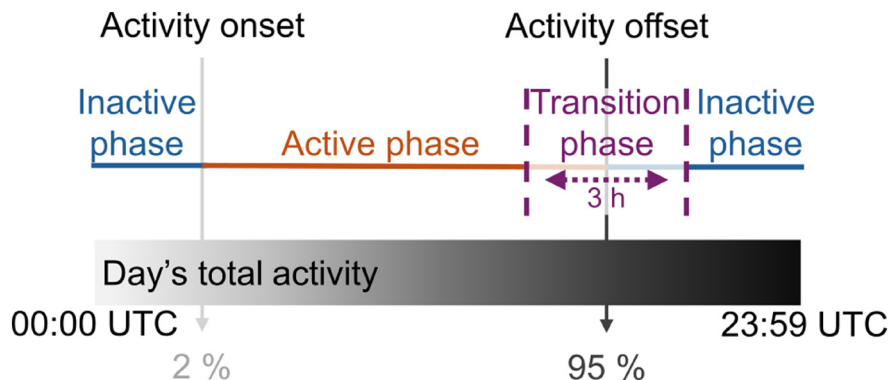 Activity onset
Activity offset
Inactive
phase
Active phase
Transition
phase
Inactive
phase
3 h
Day's total activity
00:00 UTC
23:59 UTC
2 %
95 %